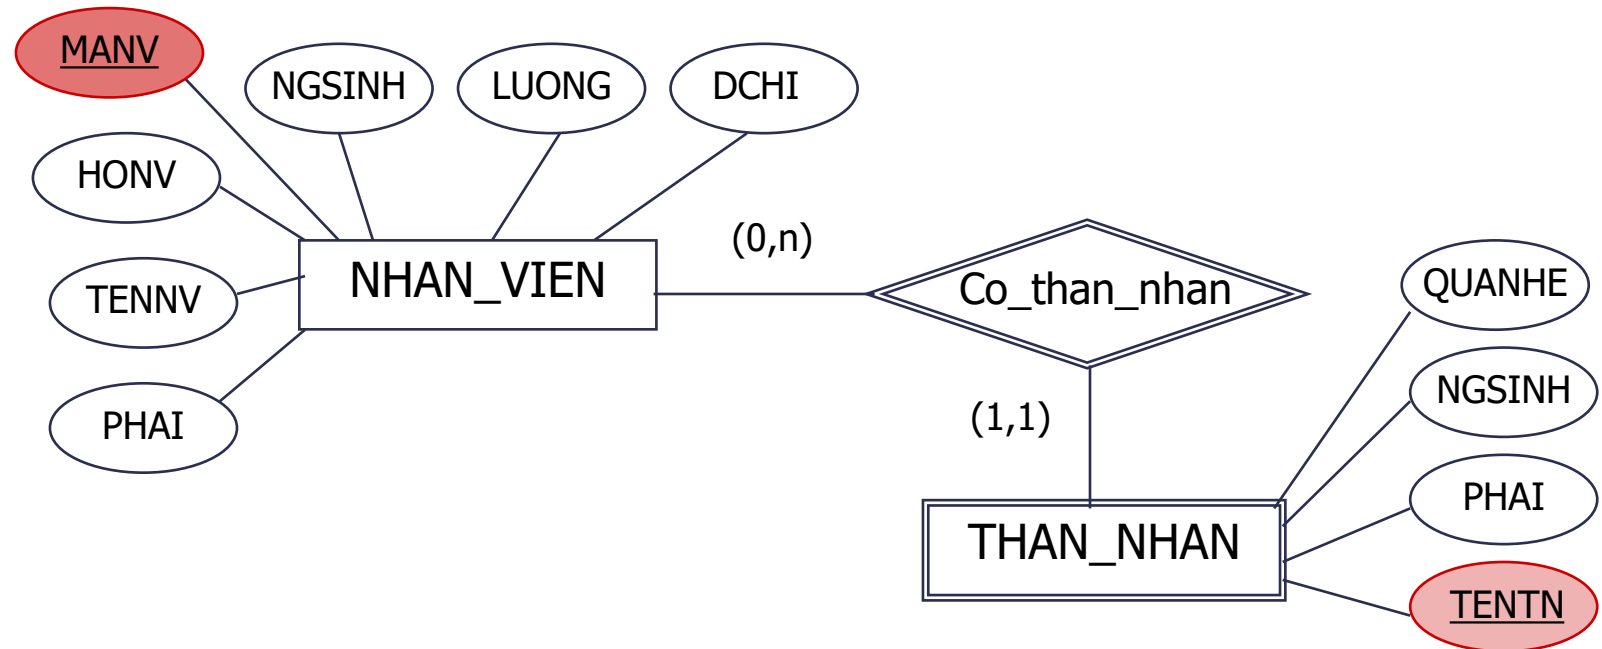 MANV
NGSINH
LUONG
DCHI
HONV
TENNV
PHAI
NHAN_VIEN
(0,n)
Co_than_nhan
(1,1)
THAN_NHAN
QUANHE
NGSINH
PHAI
TENTN